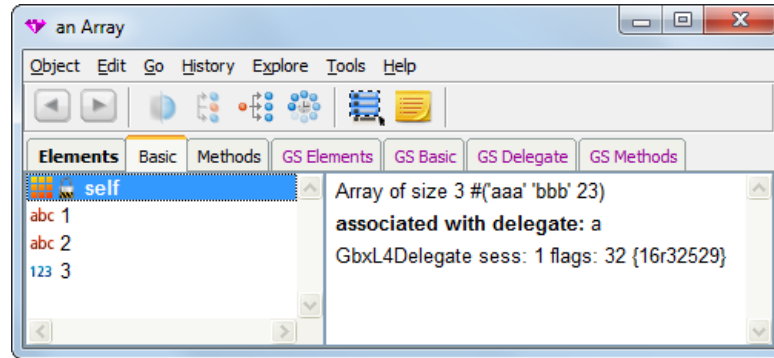 an Array
Object Edit Go History Explore Tools Help
Elements Basic Methods GS Elements GS Basic GS Delegate GS Methods
self
abc 1
abc 2
123 3
Array of size 3 #('aaa' 'bbb' 23)
associated with delegate: a
GbxL4Delegate sess: 1 flags: 32 {16r32529}